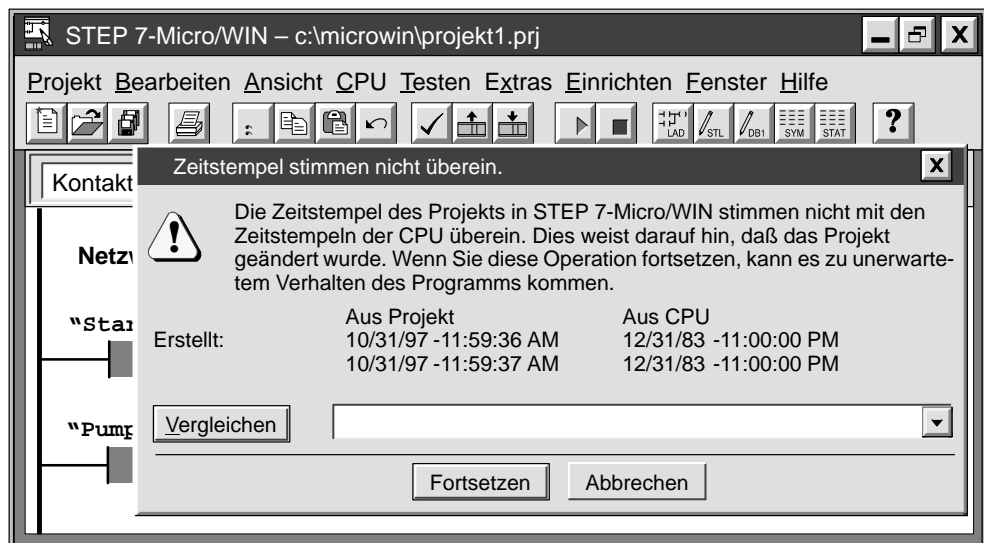 STEP 7-Micro/WIN – c:\microwin\projekt1.prj
Projekt Bearbeiten Ansicht CPU Testen Extras Einrichten Fenster Hilfe
LAD STL DB1 SYM STAT ?
Zeitstempel stimmen nicht überein.
Kontakt
Die Zeitstempel des Projekts in STEP 7-Micro/WIN stimmen nicht mit den
Zeitstempeln der CPU überein. Dies weist darauf hin, daß das Projekt
geändert wurde. Wenn Sie diese Operation fortsetzen, kann es zu unerwarte-
tem Verhalten des Programms kommen.
Netzw
"Star
Aus Projekt Aus CPU
Erstellt: 10/31/97 -11:59:36 AM 12/31/83 -11:00:00 PM
10/31/97 -11:59:37 AM 12/31/83 -11:00:00 PM
"Pump
Vergleichen
Fortsetzen Abbrechen